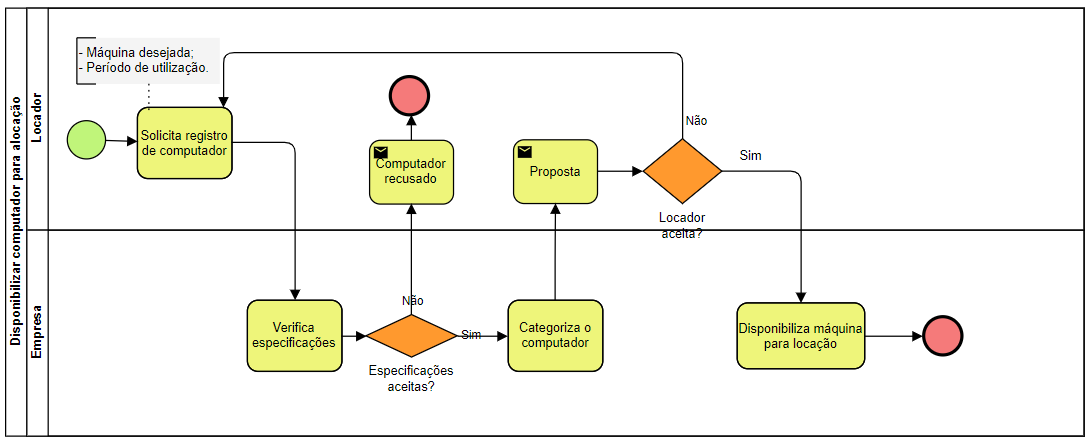 Disponibilizar computador para alocação
Locador
- Máquina desejada;
- Período de utilização.
Solicita registro
de computador
Computador
recusado
Proposta
Não
Sim
Locador
aceita?
Empresa
Verifica
especificações
Não
Sim
Especificações
aceitas?
Categoriza o
computador
Disponibiliza máquina
para locação